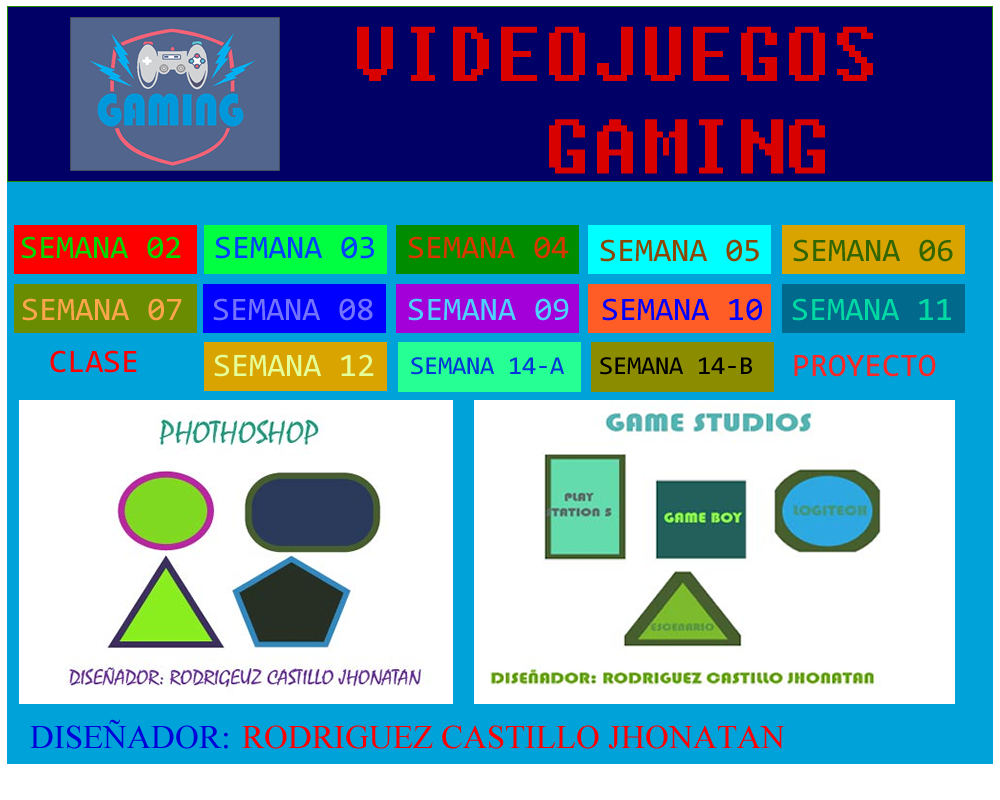 GAMING
VIDEOJUEGOS
GAMING
SEMANA 02 SEMANA 03 SEMANA 04 SEMANA 05 SEMANA 06
SEMANA 07 SEMANA 08 SEMANA 09 SEMANA 10 SEMANA 11
CLASE SEMANA 12 SEMANA 14-A SEMANA 14-B PROYECTO
PHOTHOSHOP
DISEÑADOR: RODRIGEUZ CASTILLO JHONATAN
GAME STUDIOS
PLAY
STATION 5
GAME BOY
LOGITECH
ESCENARIO
DISEÑADOR: RODRIGUEZ CASTILLO JHONATAN
DISEÑADOR: RODRIGUEZ CASTILLO JHONATAN